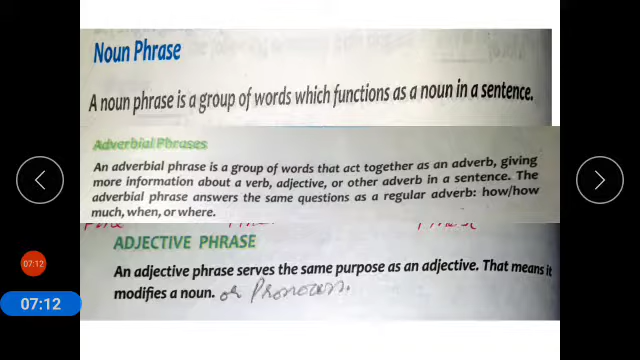 Noun Phrase
A noun phrase is a group of words which functions as a noun in a sentence.
Adverbial Phrases
An adverbial phrase is a group of words that act together as an adverb, giving
more information about a verb, adjective, or other adverb in a sentence. The
adverbial phrase answers the same questions as a regular adverb: how/how
much, when, or where.
ADJECTIVE PHRASE
An adjective phrase serves the same purpose as an adjective. That means it
modifies a noun. or Pronoun.
07:12
07:12